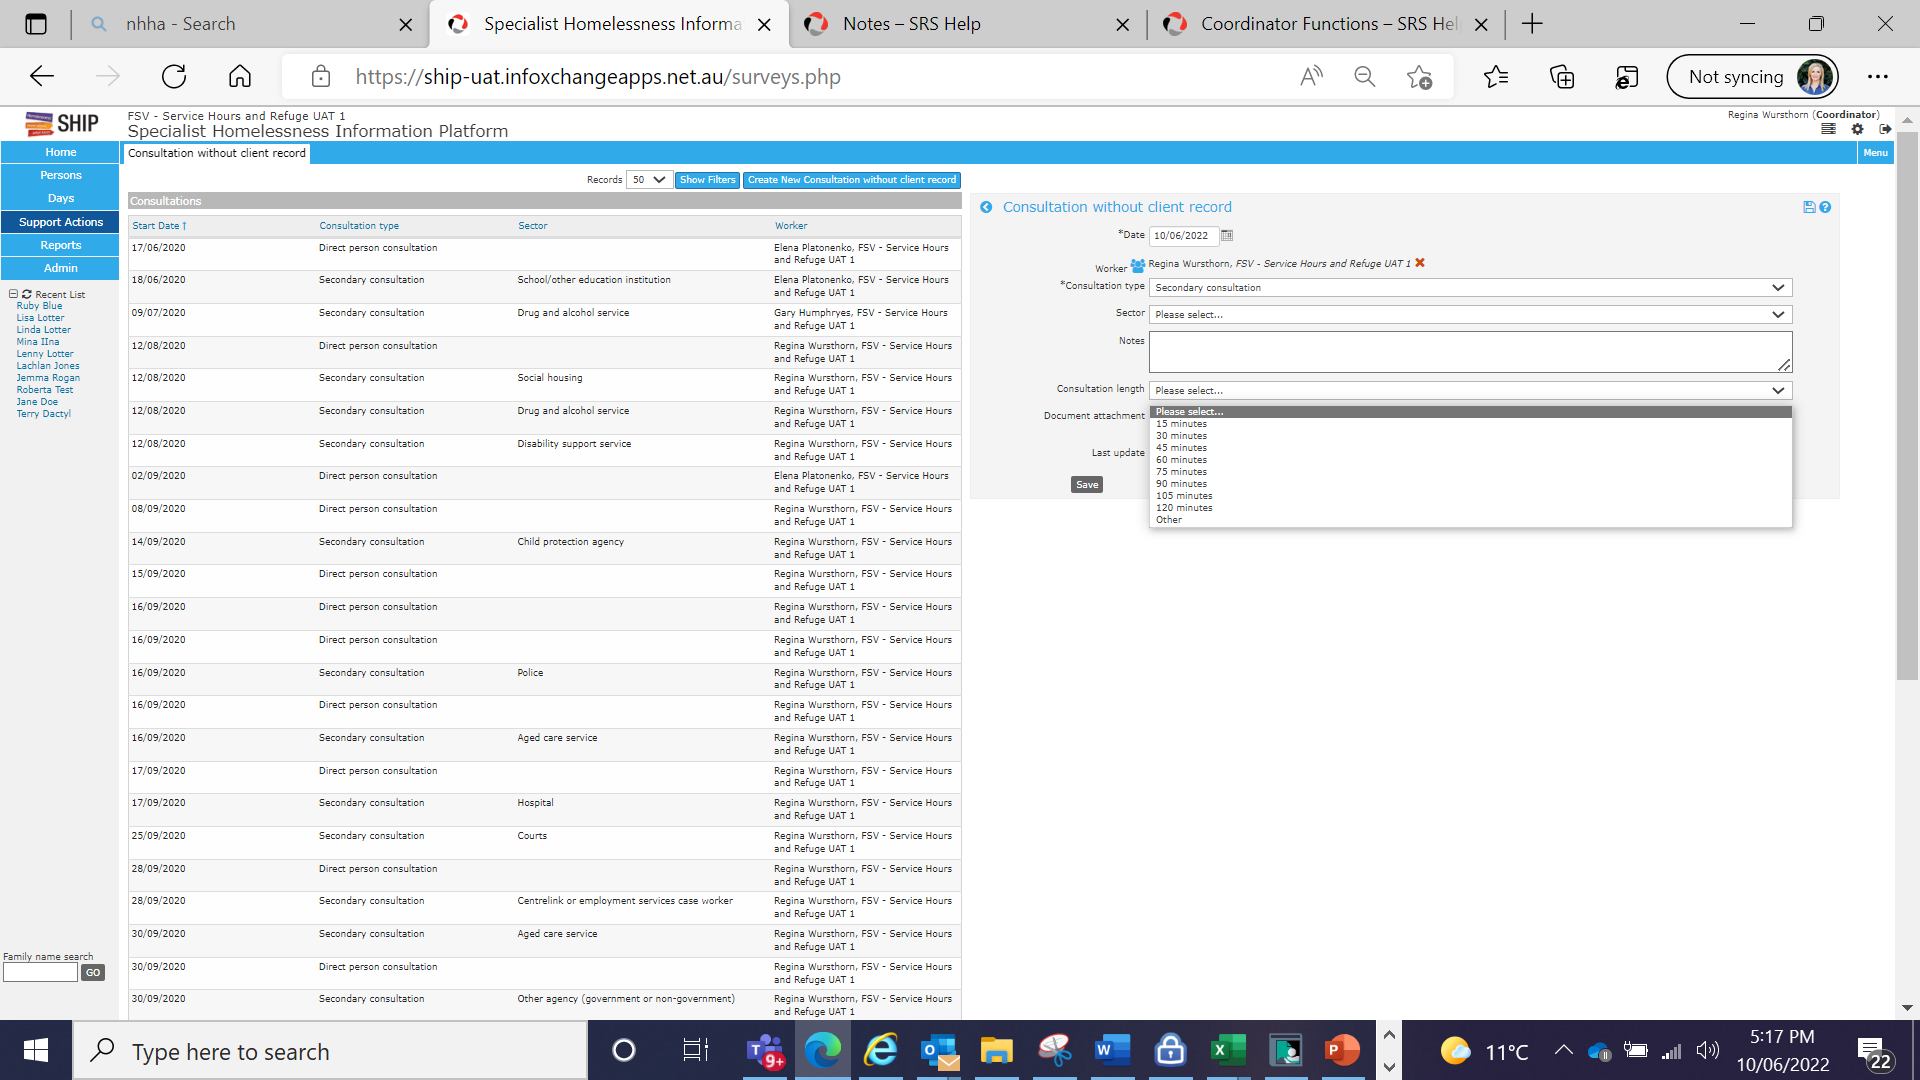 nhha - Search
Specialist Homelessness Informa
Notes – SRS Help
Coordinator Functions – SRS Hel
https://ship-uat.infoxchangeapps.net.au/surveys.php
Not syncing
SHIP
FSV - Service Hours and Refuge UAT 1
Specialist Homelessness Information Platform
Regina Wursthorn (Coordinator)
Home
Persons
Days
Support Actions
Reports
Admin
Recent List
Ruby Blue
Lisa Lotter
Linda Lotter
Mina IIna
Lenny Lotter
Lachlan Jones
Jemma Rogan
Roberta Test
Jane Doe
Terry Dactyl
Family name search
GO
Consultation without client record
Menu
Records 50 Show Filters Create New Consultation without client record
Consultations
Start Date † Consultation type Sector Worker
17/06/2020 Direct person consultation Elena Platonenko, FSV - Service Hours
and Refuge UAT 1
18/06/2020 Secondary consultation School/other education institution Elena Platonenko, FSV - Service Hours
and Refuge UAT 1
09/07/2020 Secondary consultation Drug and alcohol service Gary Humphryes, FSV - Service Hours
and Refuge UAT 1
12/08/2020 Direct person consultation Regina Wursthorn, FSV - Service Hours
and Refuge UAT 1
12/08/2020 Secondary consultation Social housing Regina Wursthorn, FSV - Service Hours
and Refuge UAT 1
12/08/2020 Secondary consultation Drug and alcohol service Regina Wursthorn, FSV - Service Hours
and Refuge UAT 1
12/08/2020 Secondary consultation Disability support service Regina Wursthorn, FSV - Service Hours
and Refuge UAT 1
02/09/2020 Direct person consultation Elena Platonenko, FSV - Service Hours
and Refuge UAT 1
08/09/2020 Direct person consultation Regina Wursthorn, FSV - Service Hours
and Refuge UAT 1
14/09/2020 Secondary consultation Child protection agency Regina Wursthorn, FSV - Service Hours
and Refuge UAT 1
15/09/2020 Direct person consultation Regina Wursthorn, FSV - Service Hours
and Refuge UAT 1
16/09/2020 Direct person consultation Regina Wursthorn, FSV - Service Hours
and Refuge UAT 1
16/09/2020 Direct person consultation Regina Wursthorn, FSV - Service Hours
and Refuge UAT 1
16/09/2020 Secondary consultation Police Regina Wursthorn, FSV - Service Hours
and Refuge UAT 1
16/09/2020 Direct person consultation Regina Wursthorn, FSV - Service Hours
and Refuge UAT 1
16/09/2020 Secondary consultation Aged care service Regina Wursthorn, FSV - Service Hours
and Refuge UAT 1
17/09/2020 Direct person consultation Regina Wursthorn, FSV - Service Hours
and Refuge UAT 1
17/09/2020 Secondary consultation Hospital Regina Wursthorn, FSV - Service Hours
and Refuge UAT 1
25/09/2020 Secondary consultation Courts Regina Wursthorn, FSV - Service Hours
and Refuge UAT 1
28/09/2020 Direct person consultation Regina Wursthorn, FSV - Service Hours
and Refuge UAT 1
28/09/2020 Secondary consultation Centrelink or employment services case worker Regina Wursthorn, FSV - Service Hours
and Refuge UAT 1
30/09/2020 Secondary consultation Aged care service Regina Wursthorn, FSV - Service Hours
and Refuge UAT 1
30/09/2020 Direct person consultation Regina Wursthorn, FSV - Service Hours
and Refuge UAT 1
30/09/2020 Secondary consultation Other agency (government or non-government) Regina Wursthorn, FSV - Service Hours
and Refuge UAT 1
Consultation without client record
*Date 10/06/2022
Worker Regina Wursthorn, FSV - Service Hours and Refuge UAT 1
*Consultation type Secondary consultation
Sector Please select...
Notes
Consultation length Please select...
Document attachment
Last update
Save
Please select...
15 minutes
30 minutes
45 minutes
60 minutes
75 minutes
90 minutes
105 minutes
120 minutes
Other
Type here to search
9+
11°C
5:17 PM
10/06/2022
22